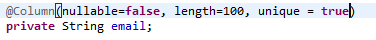 @Column(nullable=false, length=100, unique = true)
private String email;